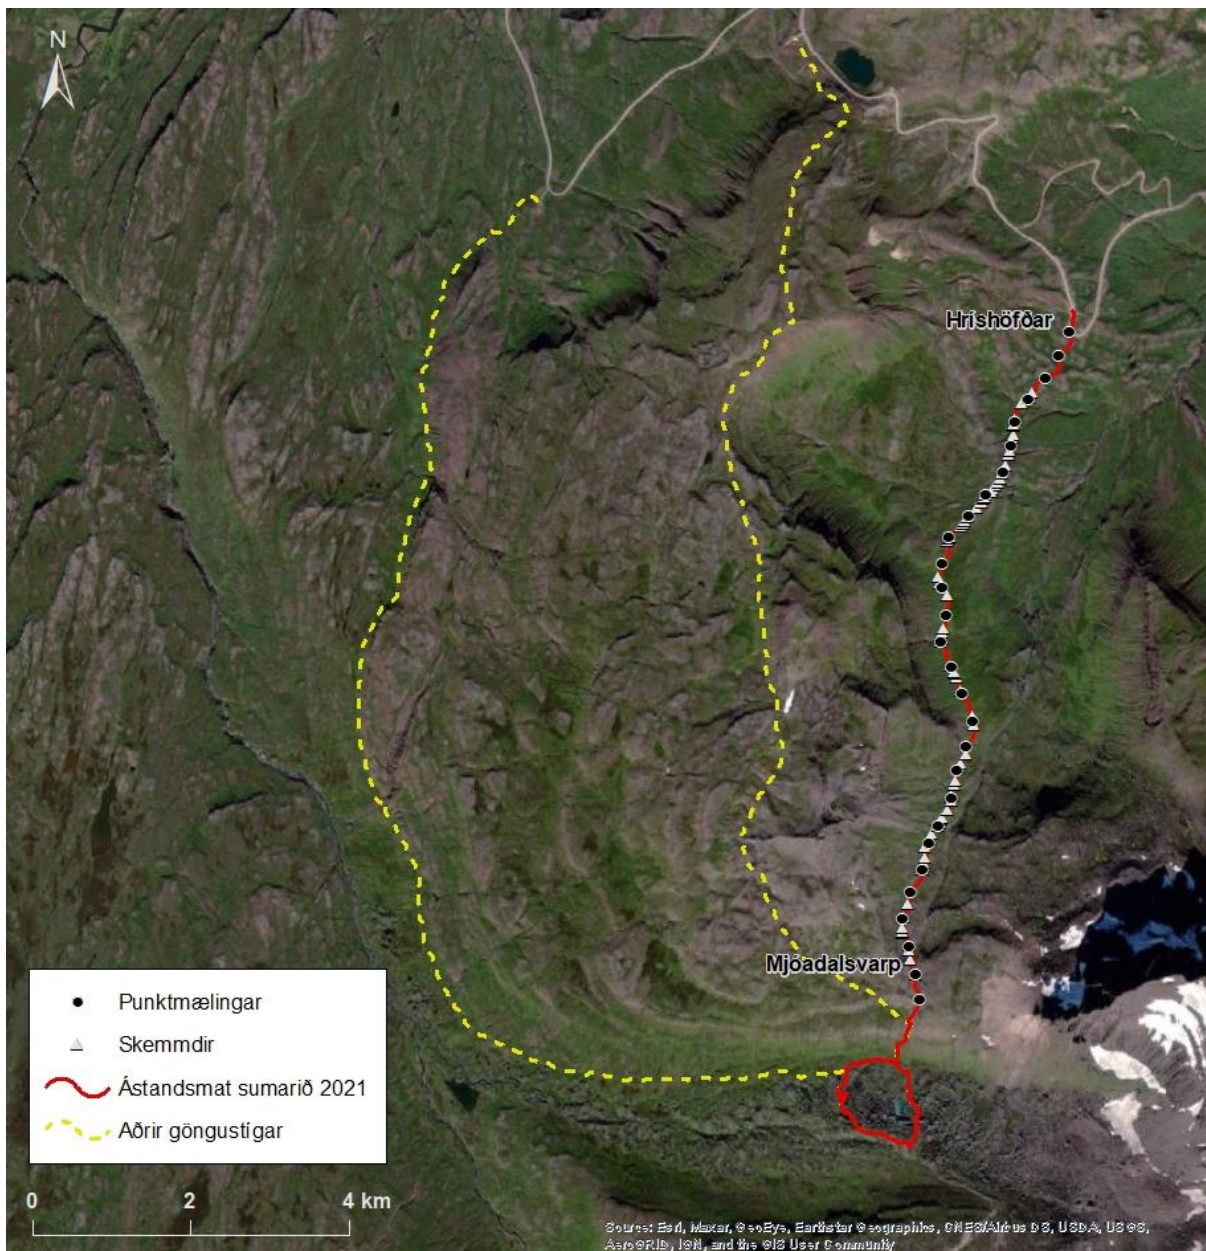 N
Hríshöfðar
Mjóadalsvarp
Punktmælingar
Skemmdir
Ástandsmat sumarið 2021
Aðrir göngustígar
0 2 4 km
Source: Esri, Maxar, GeoEye, Earthstar Geographics, CNES/Airbus DS, USDA, USGS,
AeroGRID, IGN, and the GIS User Community